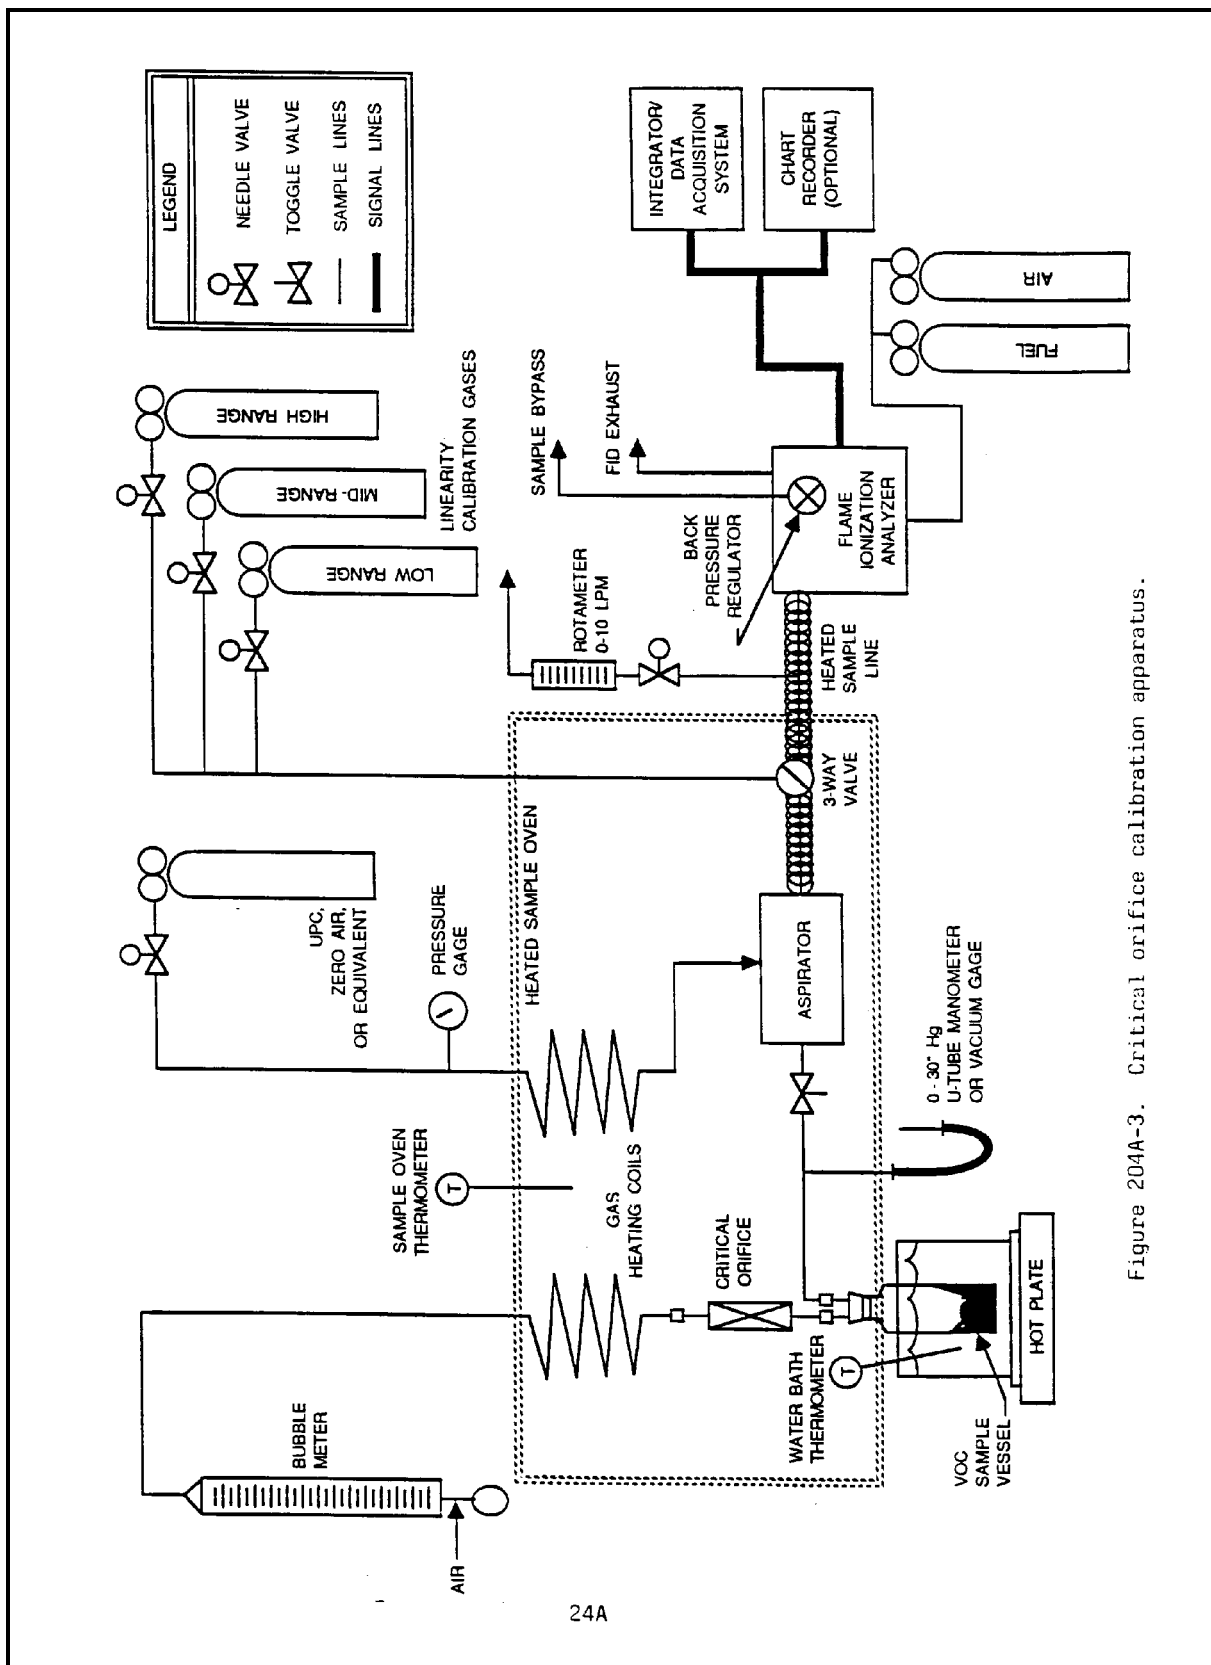 LEGEND
NEEDLE VALVE
TOGGLE VALVE
SAMPLE LINES
SIGNAL LINES
HIGH RANGE
MID-RANGE
LOW RANGE
LINEARITY
CALIBRATION GASES
UPC,
ZERO AIR,
OR EQUIVALENT
PRESSURE
GAGE
SAMPLE OVEN
THERMOMETER
T
BUBBLE
METER
AIR
HEATED SAMPLE OVEN
GAS
HEATING COILS
CRITICAL
ORIFICE
WATER BATH
THERMOMETER
T
VOC
SAMPLE
VESSEL
HOT PLATE
0 - 30" Hg
U-TUBE MANOMETER
OR VACUUM GAGE
ASPIRATOR
3-WAY
VALVE
HEATED
SAMPLE
LINE
ROTAMETER
0-10 LPM
BACK
PRESSURE
REGULATOR
SAMPLE BYPASS
FID EXHAUST
FLAME
IONIZATION
ANALYZER
INTEGRATOR/
DATA
ACQUISITION
SYSTEM
CHART
RECORDER
(OPTIONAL)
FUEL
AIR
Figure 204A-3. Critical orifice calibration apparatus.
24A